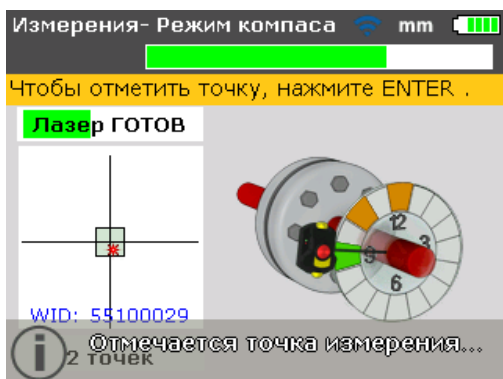 Измерения- Режим компаса mm
Чтобы отметить точку, нажмите ENTER .
Лазер ГОТОВ
12
3
9
6
WID: 55100029
Отмечается точка измерения...
2 точек